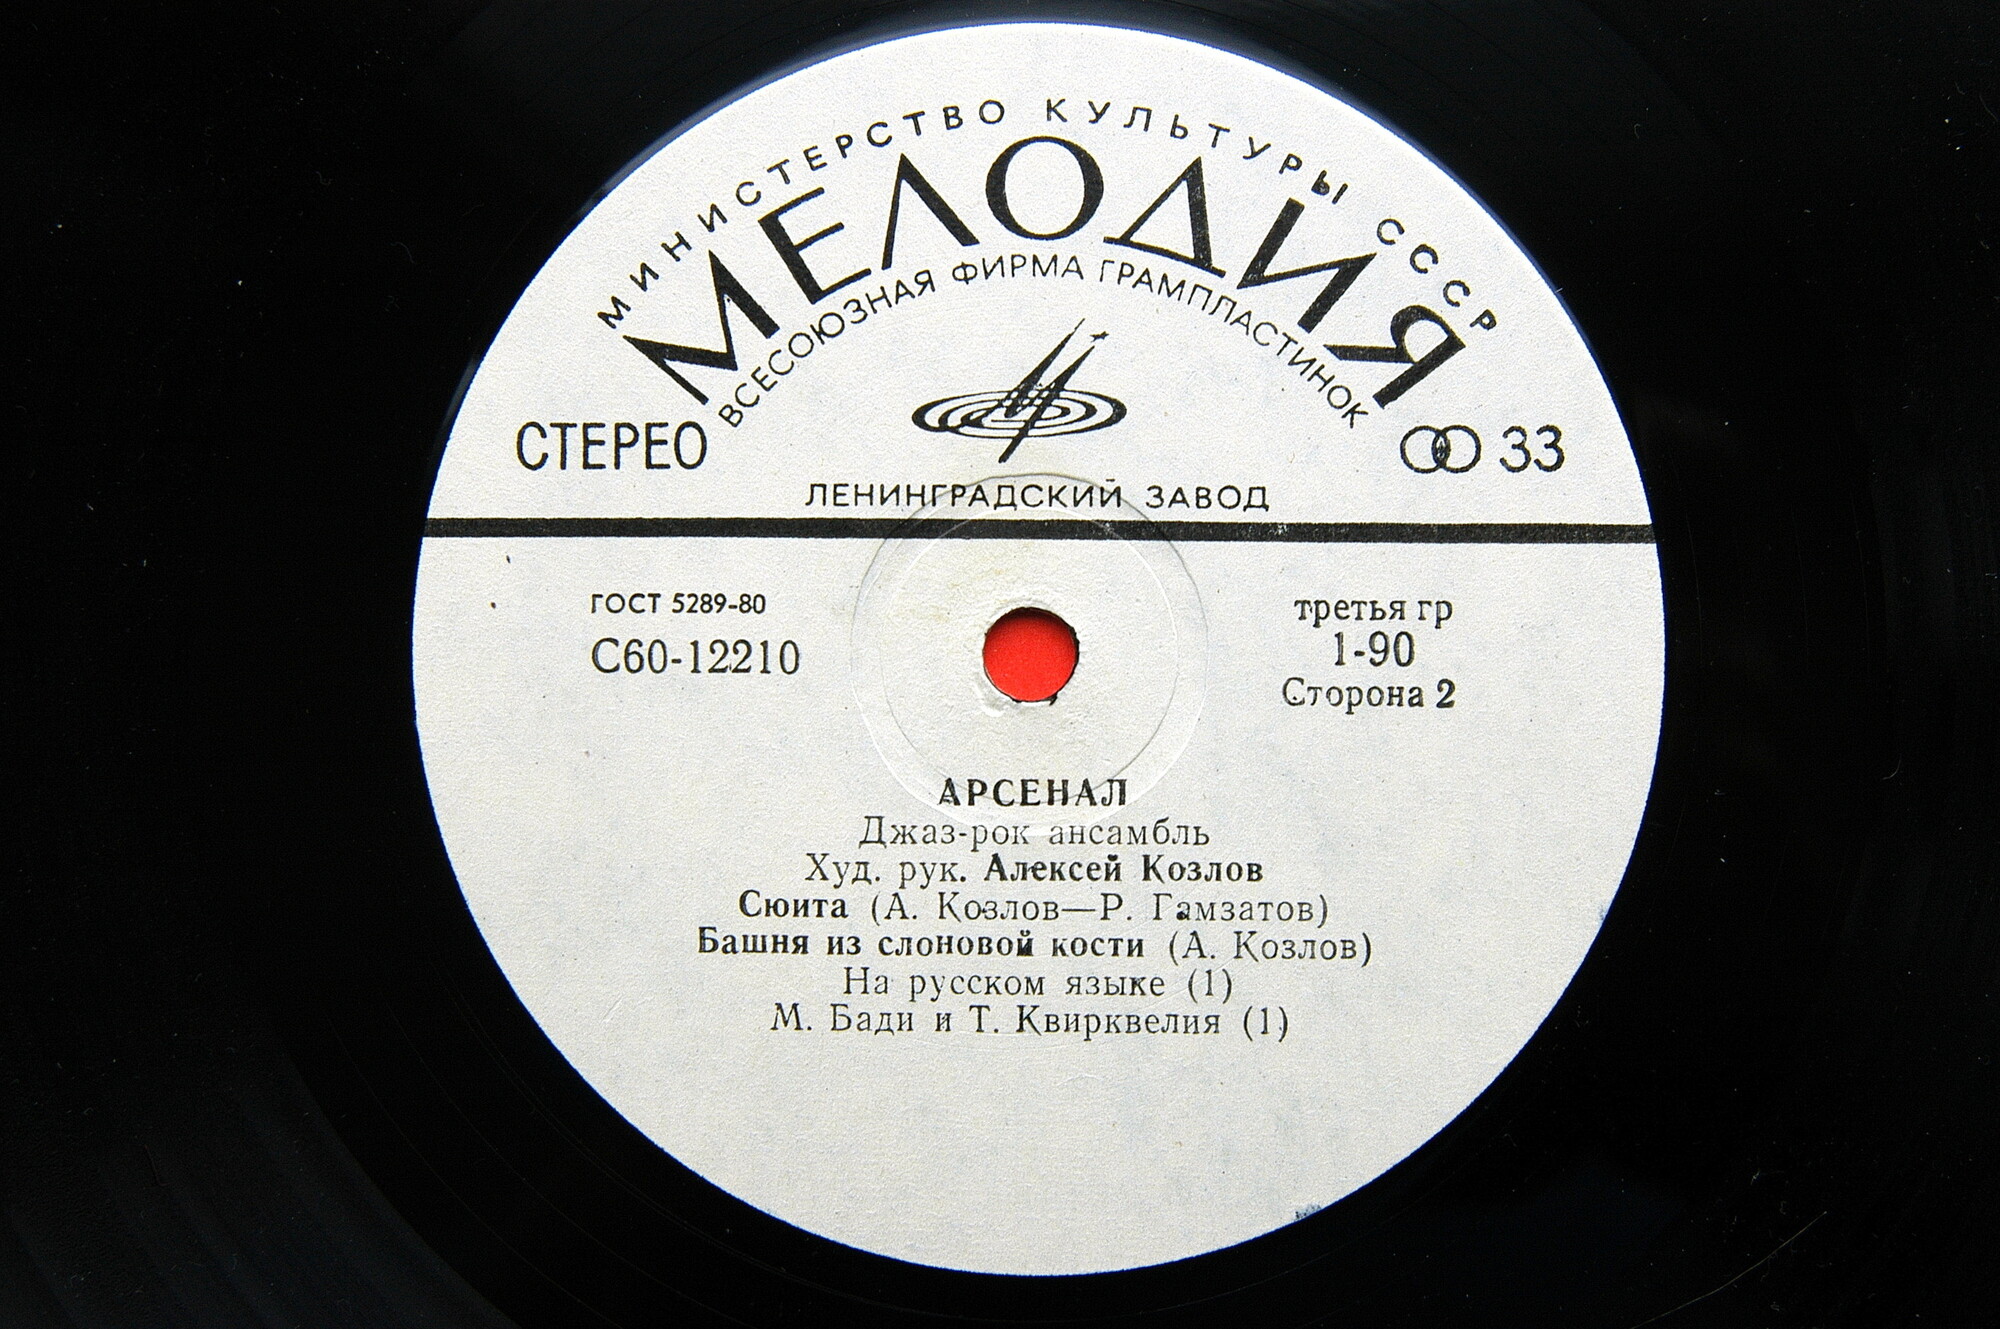 МИНИСТЕРСТВО КУЛЬТУРЫ СССР
МЕЛОДИЯ
ВСЕСОЮЗНАЯ ФИРМА ГРАМПЛАСТИНОК
СТЕРЕО
33
ЛЕНИНГРАДСКИЙ ЗАВОД
ГОСТ 5289-80
С60-12210
третья гр
1-90
Сторона 2
АРСЕНАЛ
Джаз-рок ансамбль
Худ. рук. Алексей Козлов
Сюита (А. Козлов—Р. Гамзатов)
Башня из слоновой кости (А. Козлов)
На русском языке (1)
М. Бади и Т. Квирквелия (1)